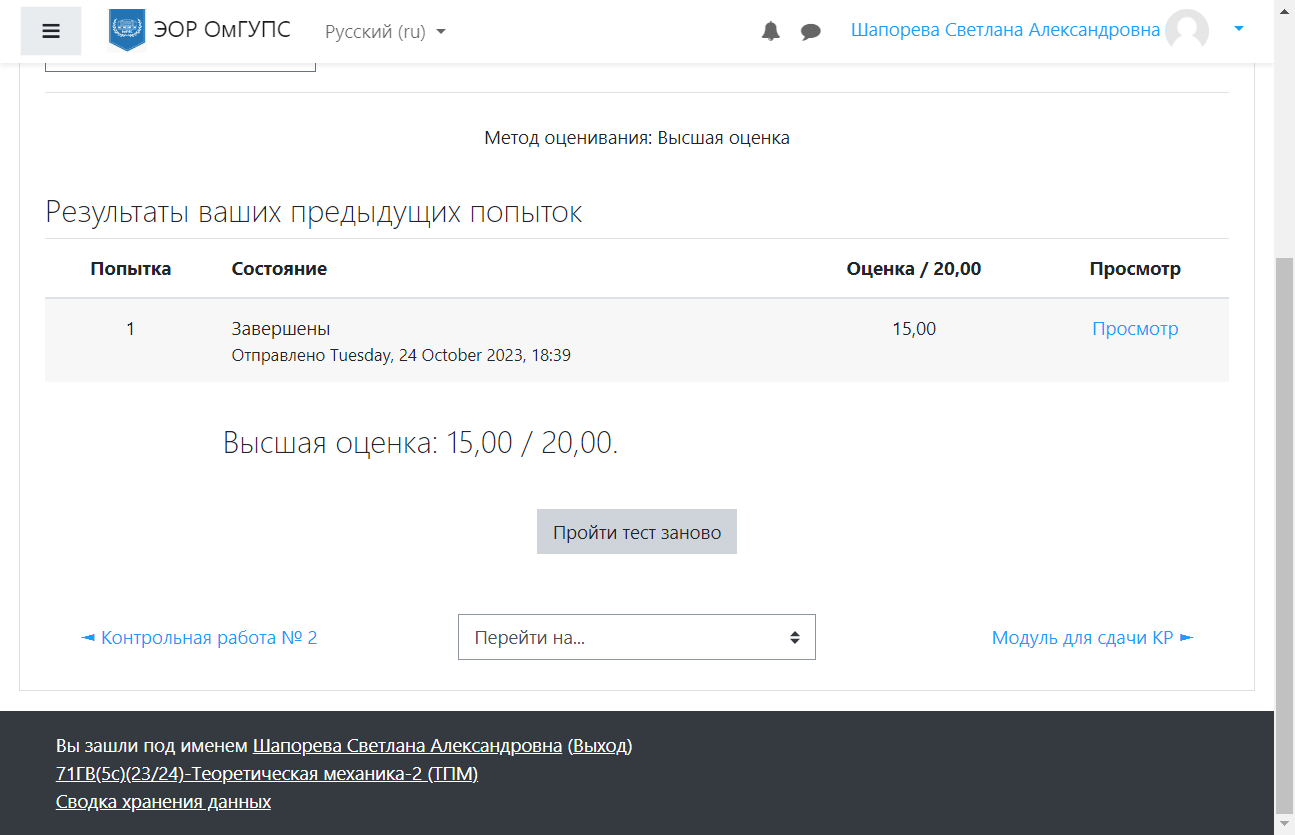 ЭОР ОмГУПС Русский (ru) Шапорева Светлана Александровна
Метод оценивания: Высшая оценка
Результаты ваших предыдущих попыток
Попытка Состояние Оценка / 20,00 Просмотр
1 Завершены 15,00 Просмотр
Отправлено Tuesday, 24 October 2023, 18:39
Высшая оценка: 15,00 / 20,00.
Пройти тест заново
◄ Контрольная работа № 2 Перейти на... Модуль для сдачи КР ►
Вы зашли под именем Шапорева Светлана Александровна (Выход)
71ГВ(5с)(23/24)-Теоретическая механика-2 (ТПМ)
Сводка хранения данных